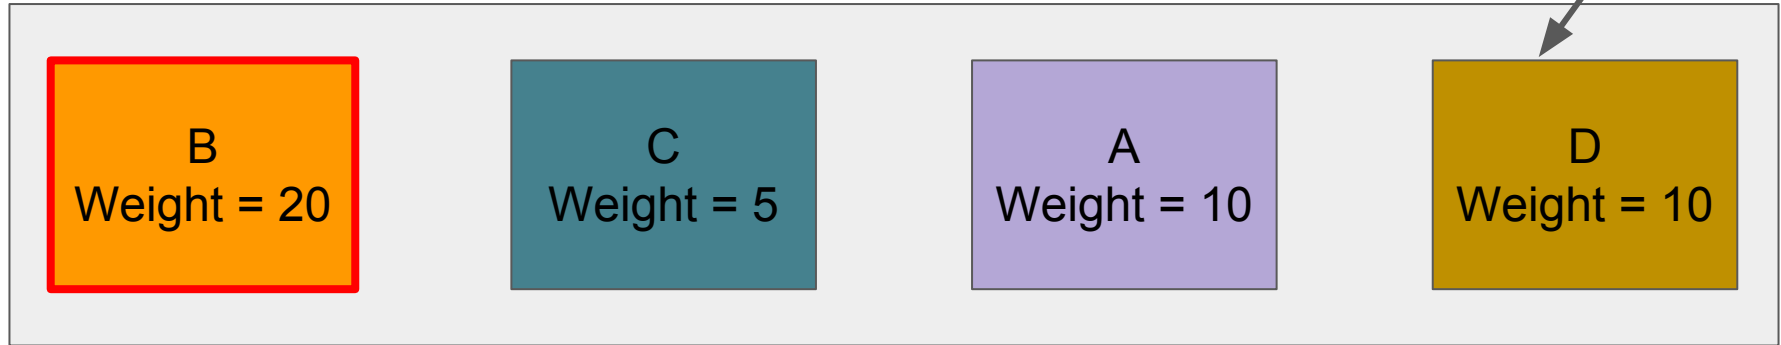 B
Weight = 20
C
Weight = 5
A
Weight = 10
D
Weight = 10